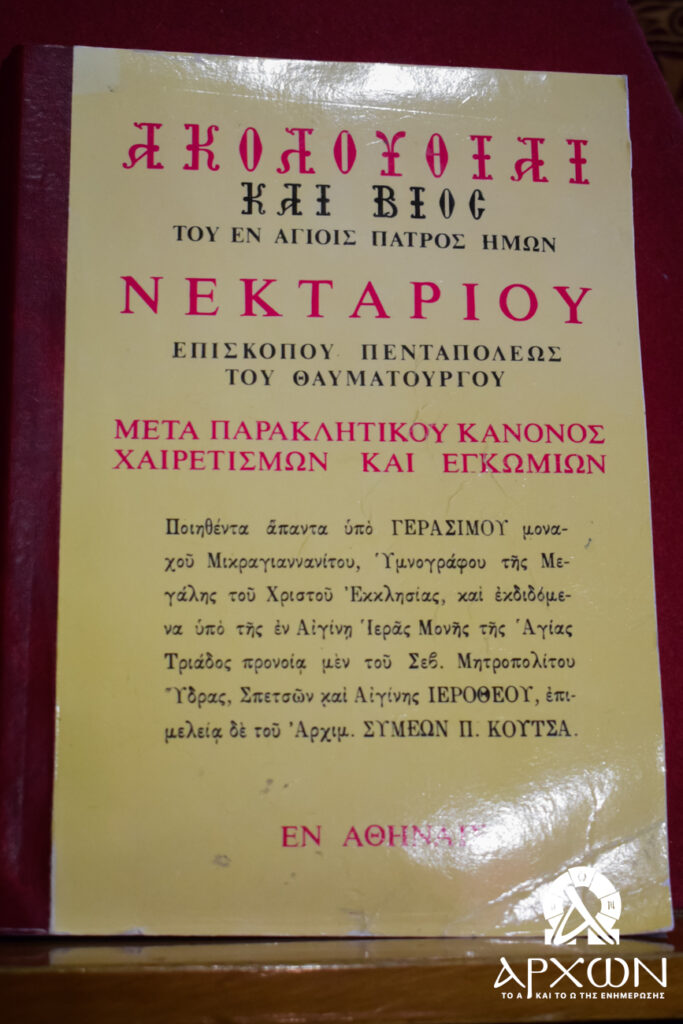 ΑΚΟΛΟΥΘΙΑΙ
ΚΑΙ ΒΙΟΣ
ΤΟΥ ΕΝ ΑΓΙΟΙΣ ΠΑΤΡΟΣ ΗΜΩΝ
ΝΕΚΤΑΡΙΟΥ
ΕΠΙΣΚΟΠΟΥ ΠΕΝΤΑΠΟΛΕΩΣ
ΤΟΥ ΘΑΥΜΑΤΟΥΡΓΟΥ
ΜΕΤΑ ΠΑΡΑΚΛΗΤΙΚΟΥ ΚΑΝΟΝΟΣ
ΧΑΙΡΕΤΙΣΜΩΝ ΚΑΙ ΕΓΚΩΜΙΩΝ
Ποιηθέντα ἅπαντα ὑπὸ ΓΕΡΑΣΙΜΟΥ μονα-
χοῦ Μικραγιαννανίτου, Ὑμνογράφου τῆς Με-
γάλης τοῦ Χριστοῦ Ἐκκλησίας, καὶ ἐκδιδόμε-
να ὑπὸ τῆς ἐν Αἰγίνῃ Ἱερᾶς Μονῆς τῆς Ἁγίας
Τριάδος προνοίᾳ μὲν τοῦ Σεβ. Μητροπολίτου
Ὕδρας, Σπετσῶν καὶ Αἰγίνης ΙΕΡΟΘΕΟΥ, ἐπι-
μελείᾳ δὲ τοῦ Ἀρχιμ. ΣΥΜΕΩΝ Π. ΚΟΥΤΣΑ.
ΕΝ ΑΘΗΝΑΙΣ
ΑΡΧΩΝ
ΤΟ Α ΚΑΙ ΤΟ Ω ΤΗΣ ΕΝΗΜΕΡΩΣΗΣ